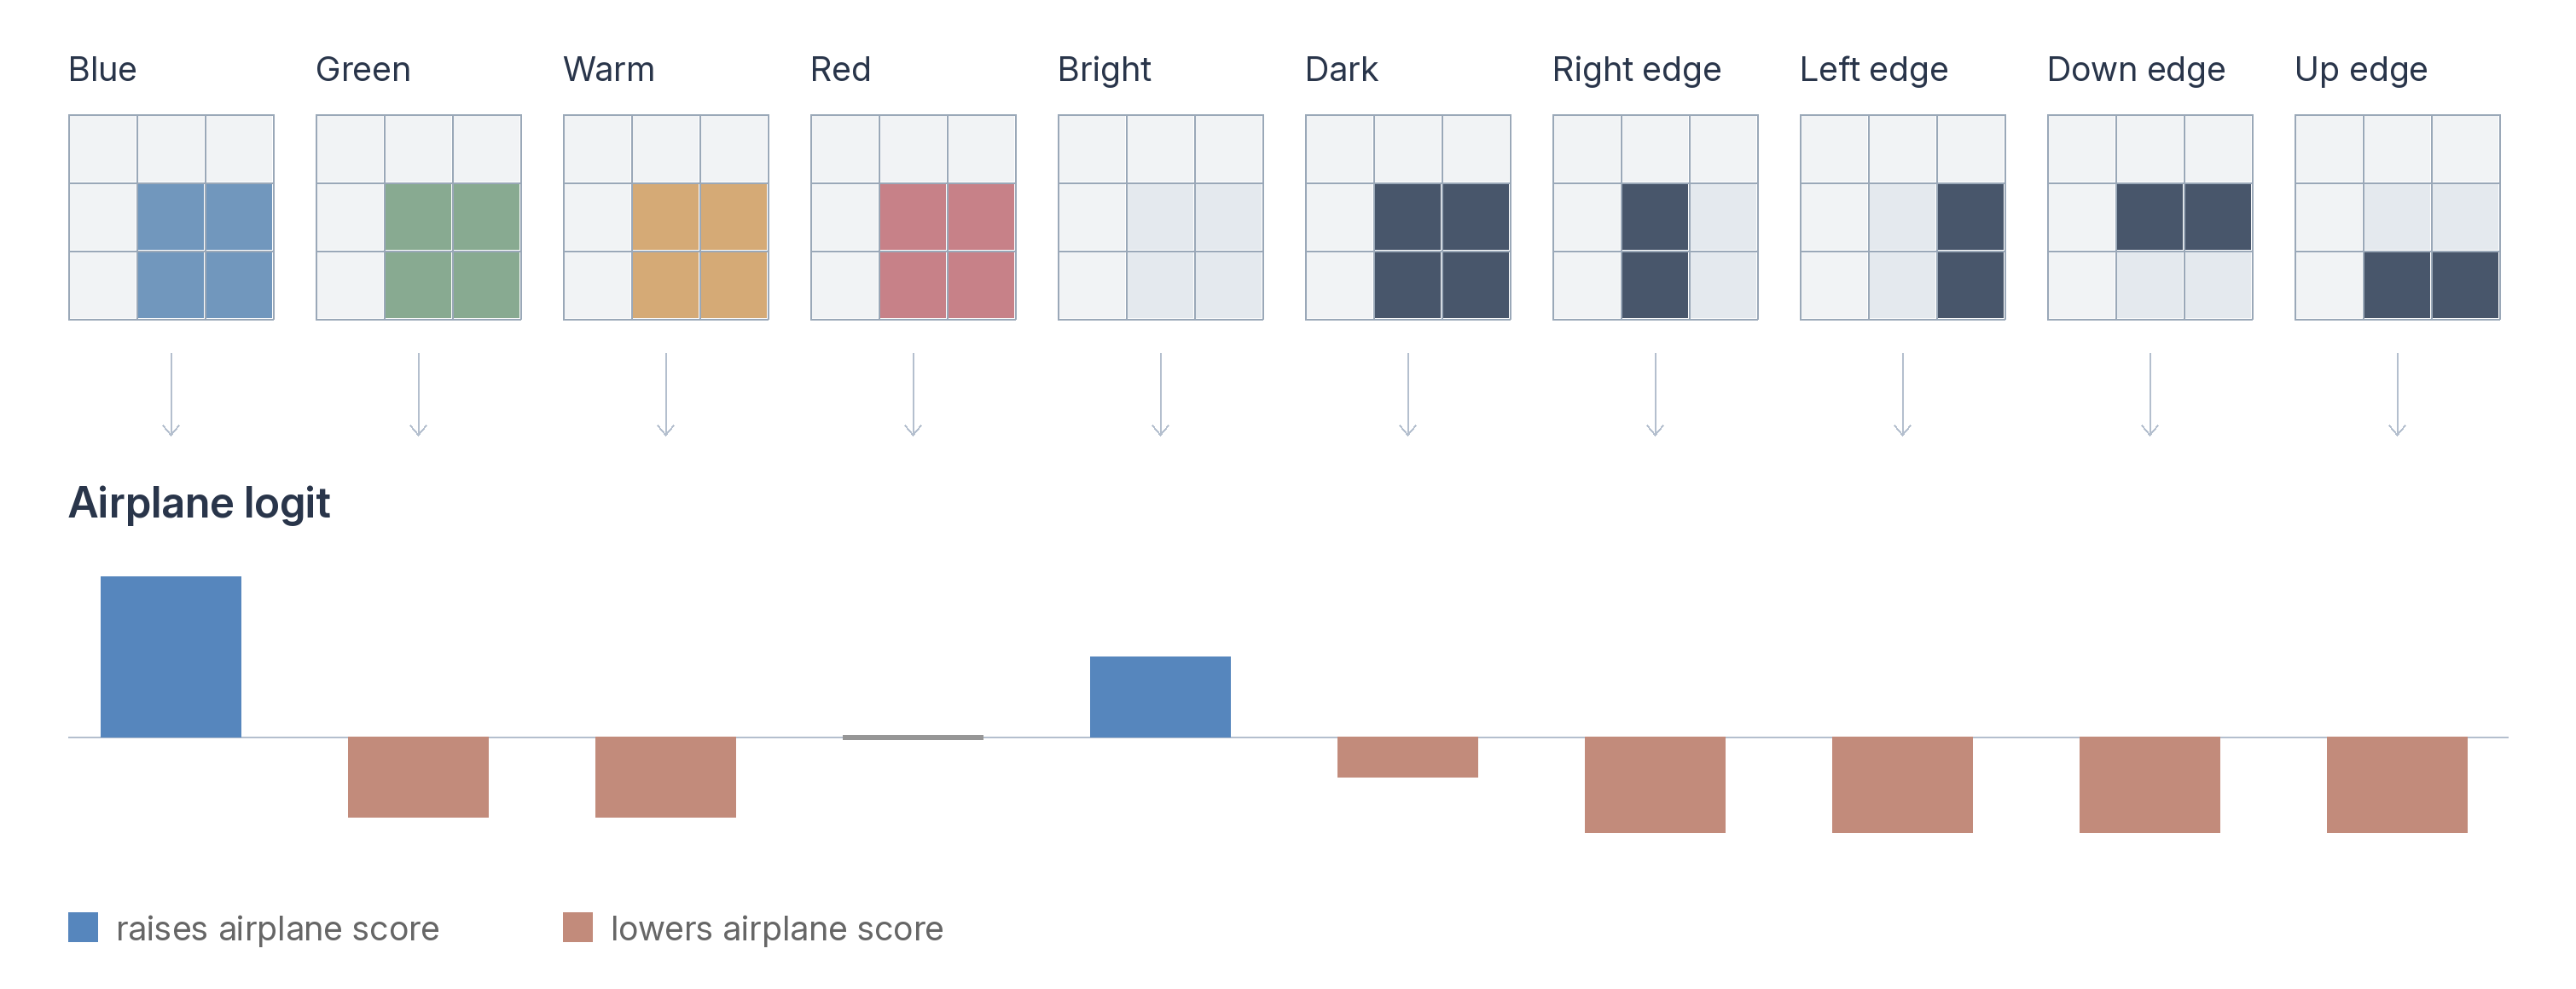 Blue
Green
Warm
Red
Bright
Dark
Right edge
Left edge
Down edge
Up edge
Airplane logit
raises airplane score
lowers airplane score